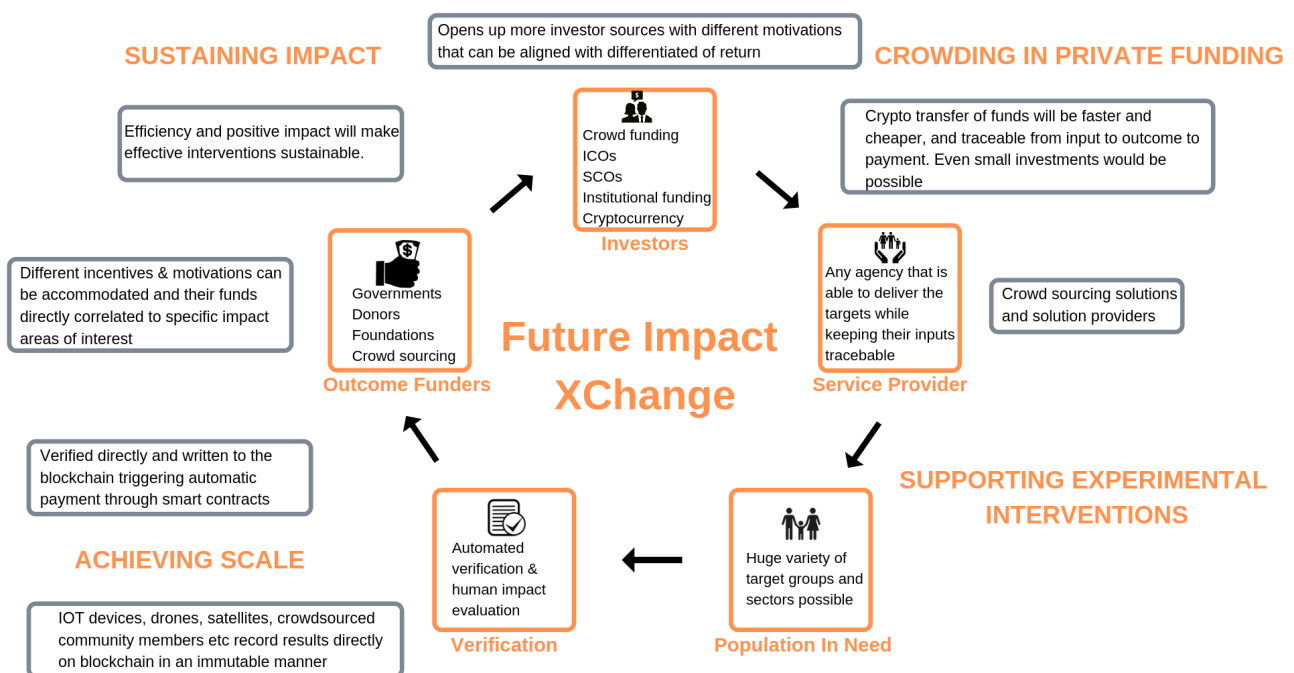 Opens up more investor sources with different motivations
that can be aligned with differentiated of return
SUSTAINING IMPACT
CROWDING IN PRIVATE FUNDING
Efficiency and positive impact will make
effective interventions sustainable.
Crowd funding
ICOs
SCOs
Institutional funding
Cryptocurrency
Investors
Crypto transfer of funds will be faster and
cheaper, and traceable from input to outcome to
payment. Even small investments would be
possible
Different incentives & motivations can
be accommodated and their funds
directly correlated to specific impact
areas of interest
$
Governments
Donors
Foundations
Crowd sourcing
Outcome Funders
Future Impact
XChange
Any agency that is
able to deliver the
targets while
keeping their inputs
tracebable
Service Provider
Crowd sourcing solutions
and solution providers
Verified directly and written to the
blockchain triggering automatic
payment through smart contracts
SUPPORTING EXPERIMENTAL
INTERVENTIONS
ACHIEVING SCALE
Automated
verification &
human impact
evaluation
Verification
Huge variety of
target groups and
sectors possible
Population In Need
IOT devices, drones, satellites, crowdsourced
community members etc record results directly
on blockchain in an immutable manner